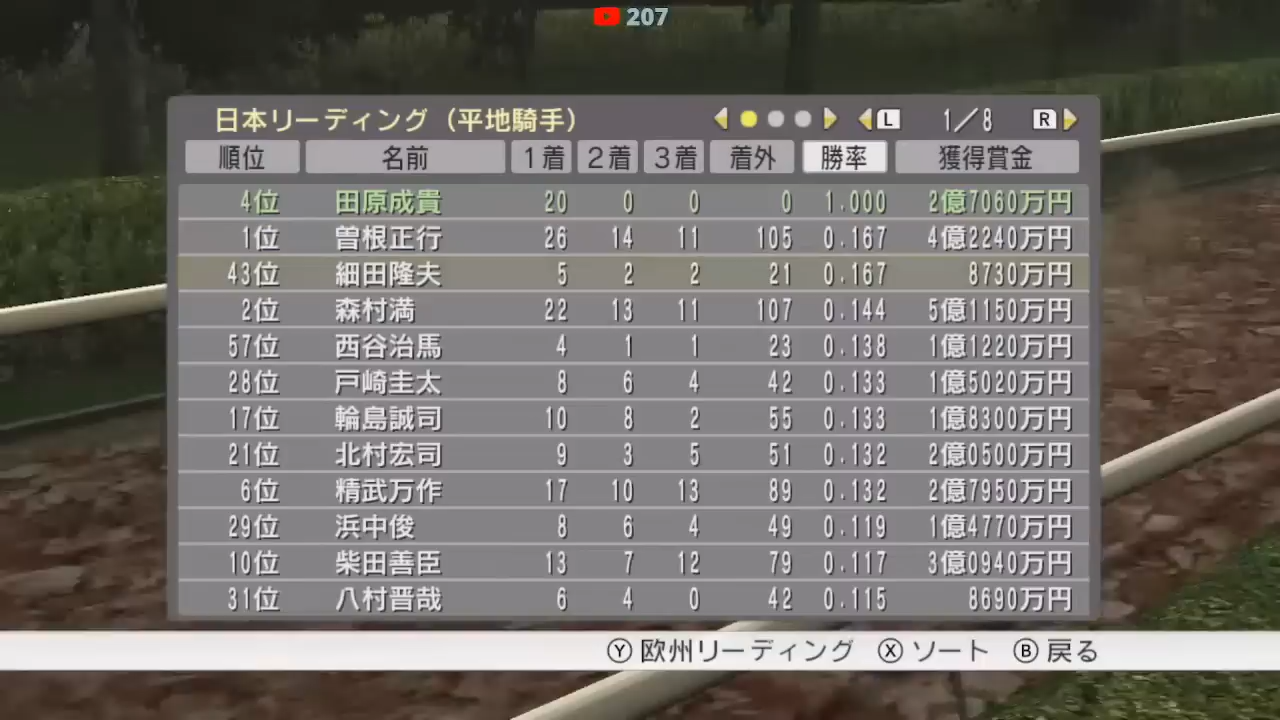 207
日本リーディング（平地騎手） L 1／8 R
順位 名前 1着 2着 3着 着外 勝率 獲得賞金
4位 田原成貴 20 0 0 0 1.000 2億7060万円
1位 曽根正行 26 14 11 105 0.167 4億2240万円
43位 細田隆夫 5 2 2 21 0.167 8730万円
2位 森村満 22 13 11 107 0.144 5億1150万円
57位 西谷治馬 4 1 1 23 0.138 1億1220万円
28位 戸崎圭太 8 6 4 42 0.133 1億5020万円
17位 輪島誠司 10 8 2 55 0.133 1億8300万円
21位 北村宏司 9 3 5 51 0.132 2億0500万円
6位 精武万作 17 10 13 89 0.132 2億7950万円
29位 浜中俊 8 6 4 49 0.119 1億4770万円
10位 柴田善臣 13 7 12 79 0.117 3億0940万円
31位 八村晋哉 6 4 0 42 0.115 8690万円
Y 欧州リーディング X ソート B 戻る